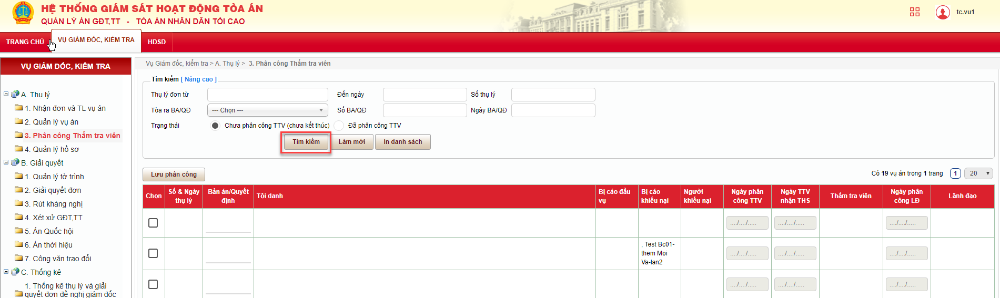 HỆ THỐNG GIÁM SÁT HOẠT ĐỘNG TÒA ÁN
QUẢN LÝ ÁN GĐT,TT - TÒA ÁN NHÂN DÂN TỐI CAO
tc.vu1
TRANG CHỦ
VỤ GIÁM ĐỐC, KIỂM TRA
HDSD
VỤ GIÁM ĐỐC, KIỂM TRA
A. Thụ lý
1. Nhận đơn và TL vụ án
2. Quản lý vụ án
3. Phân công Thẩm tra viên
4. Quản lý hồ sơ
B. Giải quyết
1. Quản lý tờ trình
2. Giải quyết đơn
3. Rút kháng nghị
4. Xét xử GĐT,TT
5. Án Quốc hội
6. Án thời hiệu
7. Công văn trao đổi
C. Thống kê
1. Thống kê thụ lý và giải
quyết đơn đề nghị giám đốc
Vụ Giám đốc, kiểm tra > A. Thụ lý > 3. Phân công Thẩm tra viên
Tìm kiếm [ Nâng cao ]
Thụ lý đơn từ
Đến ngày
Số thụ lý
Tòa ra BA/QĐ
--- Chọn ---
Số BA/QĐ
Ngày BA/QĐ
Trạng thái
Chưa phân công TTV (chưa kết thúc)
Đã phân công TTV
Tìm kiếm
Làm mới
In danh sách
Lưu phân công
Có 19 vụ án trong 1 trang
1
20
Chọn
Số & Ngày
thụ lý
Bản án/Quyết
định
Tội danh
Bị cáo đầu
vụ
Bị cáo
khiếu nại
Người
khiếu nại
Ngày phân
công TTV
Ngày TTV
nhận THS
Thẩm tra viên
Ngày phân
công LĐ
Lãnh đạo
..../..../.....
..../..../.....
..../..../.....
, Test Bc01-
them Moi
Va-lan2
..../..../.....
..../..../.....
..../..../.....
..../..../.....
..../..../.....
..../..../.....